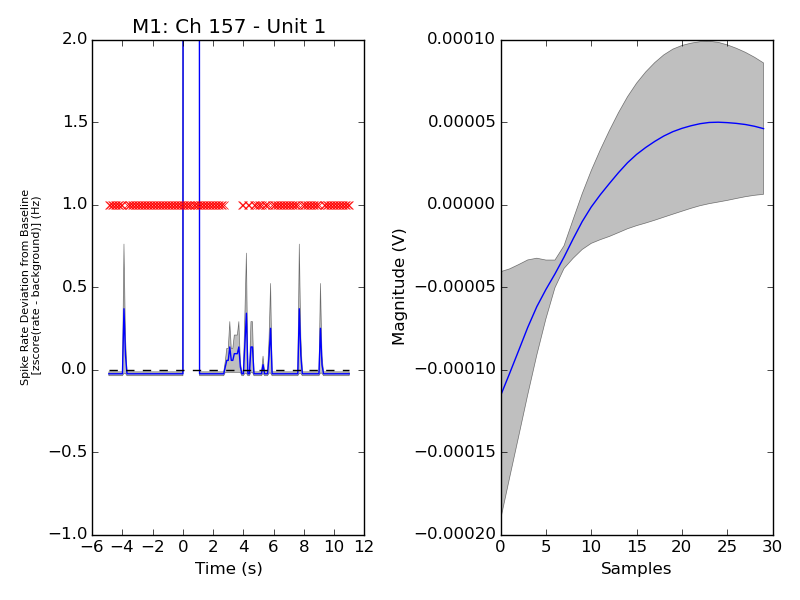 M1: Ch 157 - Unit 1
2.0
1.5
1.0
0.5
0.0
−0.5
−1.0
−6 −4 −2 0 2 4 6 8 10 12
Time (s)
Spike Rate Deviation from Baseline
[zscore(rate - background)] (Hz)
0.00010
0.00005
0.00000
−0.00005
−0.00010
−0.00015
−0.00020
0 5 10 15 20 25 30
Samples
Magnitude (V)